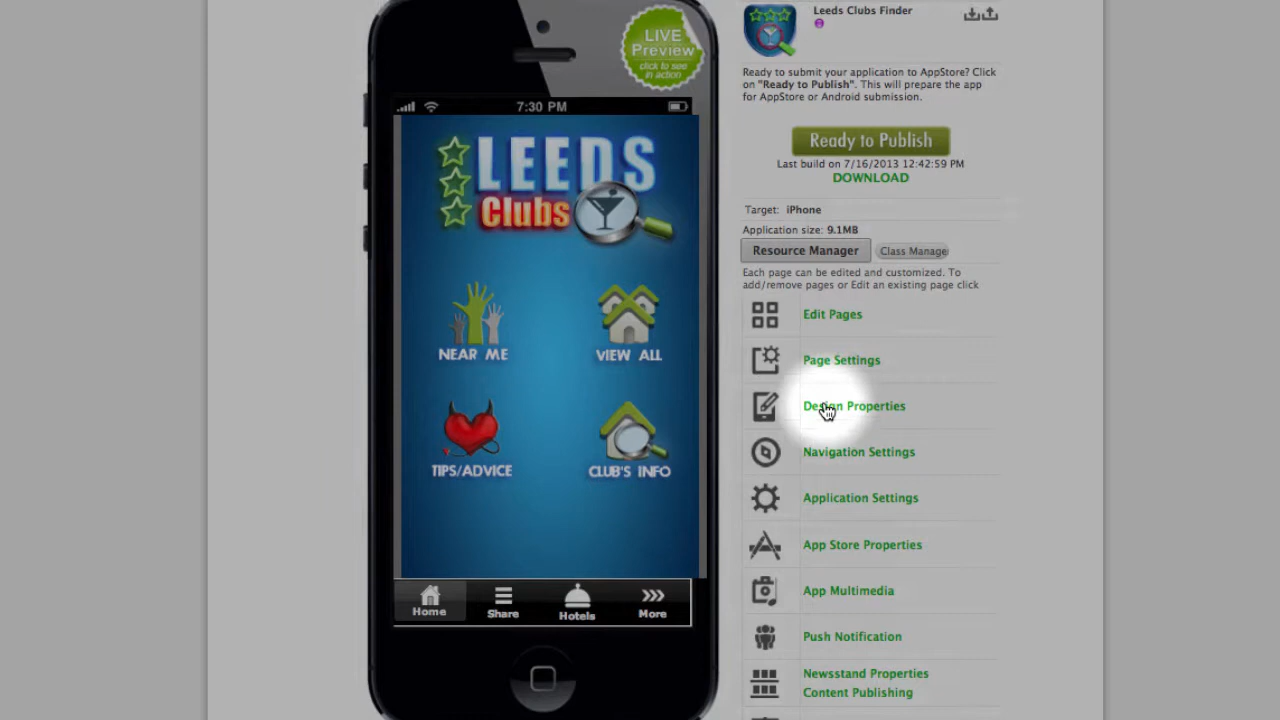 Leeds Clubs Finder
LIVE
Preview
click to see
in action
Ready to submit your application to AppStore? Click
on "Ready to Publish". This will prepare the app
for AppStore or Android submission.
7:30 PM
LEEDS
Clubs
Ready to Publish
Last build on 7/16/2013 12:42:59 PM
DOWNLOAD
Target: iPhone
Application size: 9.1MB
Resource Manager
Class Manage
Each page can be edited and customized. To
add/remove pages or Edit an existing page click
NEAR ME
VIEW ALL
TIPS/ADVICE
CLUB'S INFO
Edit Pages
Page Settings
Design Properties
Navigation Settings
Application Settings
App Store Properties
App Multimedia
Push Notification
Newsstand Properties
Content Publishing
Home
Share
Hotels
More